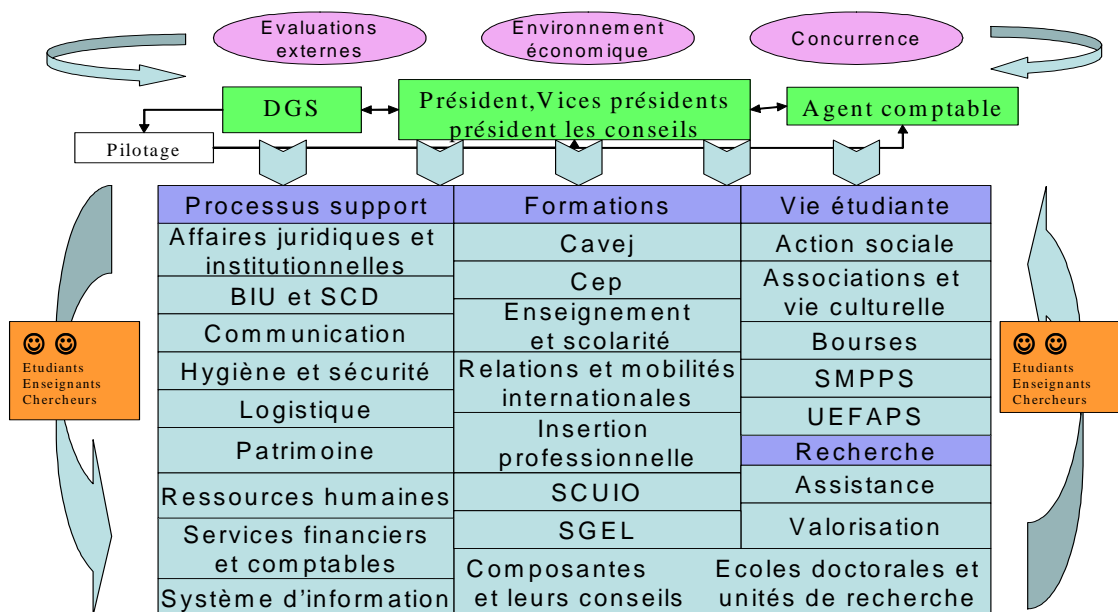 Evaluations
externes
Environnement
économique
Concurrence
DGS
Président,Vices présidents
président les conseils
Agent comptable
Pilotage
Processus support
Affaires juridiques et
institutionnelles
BIU et SCD
Communication
Hygiène et sécurité
Logistique
Patrimoine
Ressources humaines
Services financiers
et comptables
Système d'information
Formations
Cavej
Cep
Enseignement
et scolarité
Relations et mobilités
internationales
Insertion
professionnelle
SCUIO
SGEL
Composantes
et leurs conseils
Vie étudiante
Action sociale
Associations et
vie culturelle
Bourses
SMPPS
UEFAPS
Recherche
Assistance
Valorisation
Ecoles doctorales et
unités de recherche
Etudiants
Enseignants
Chercheurs
Etudiants
Enseignants
Chercheurs